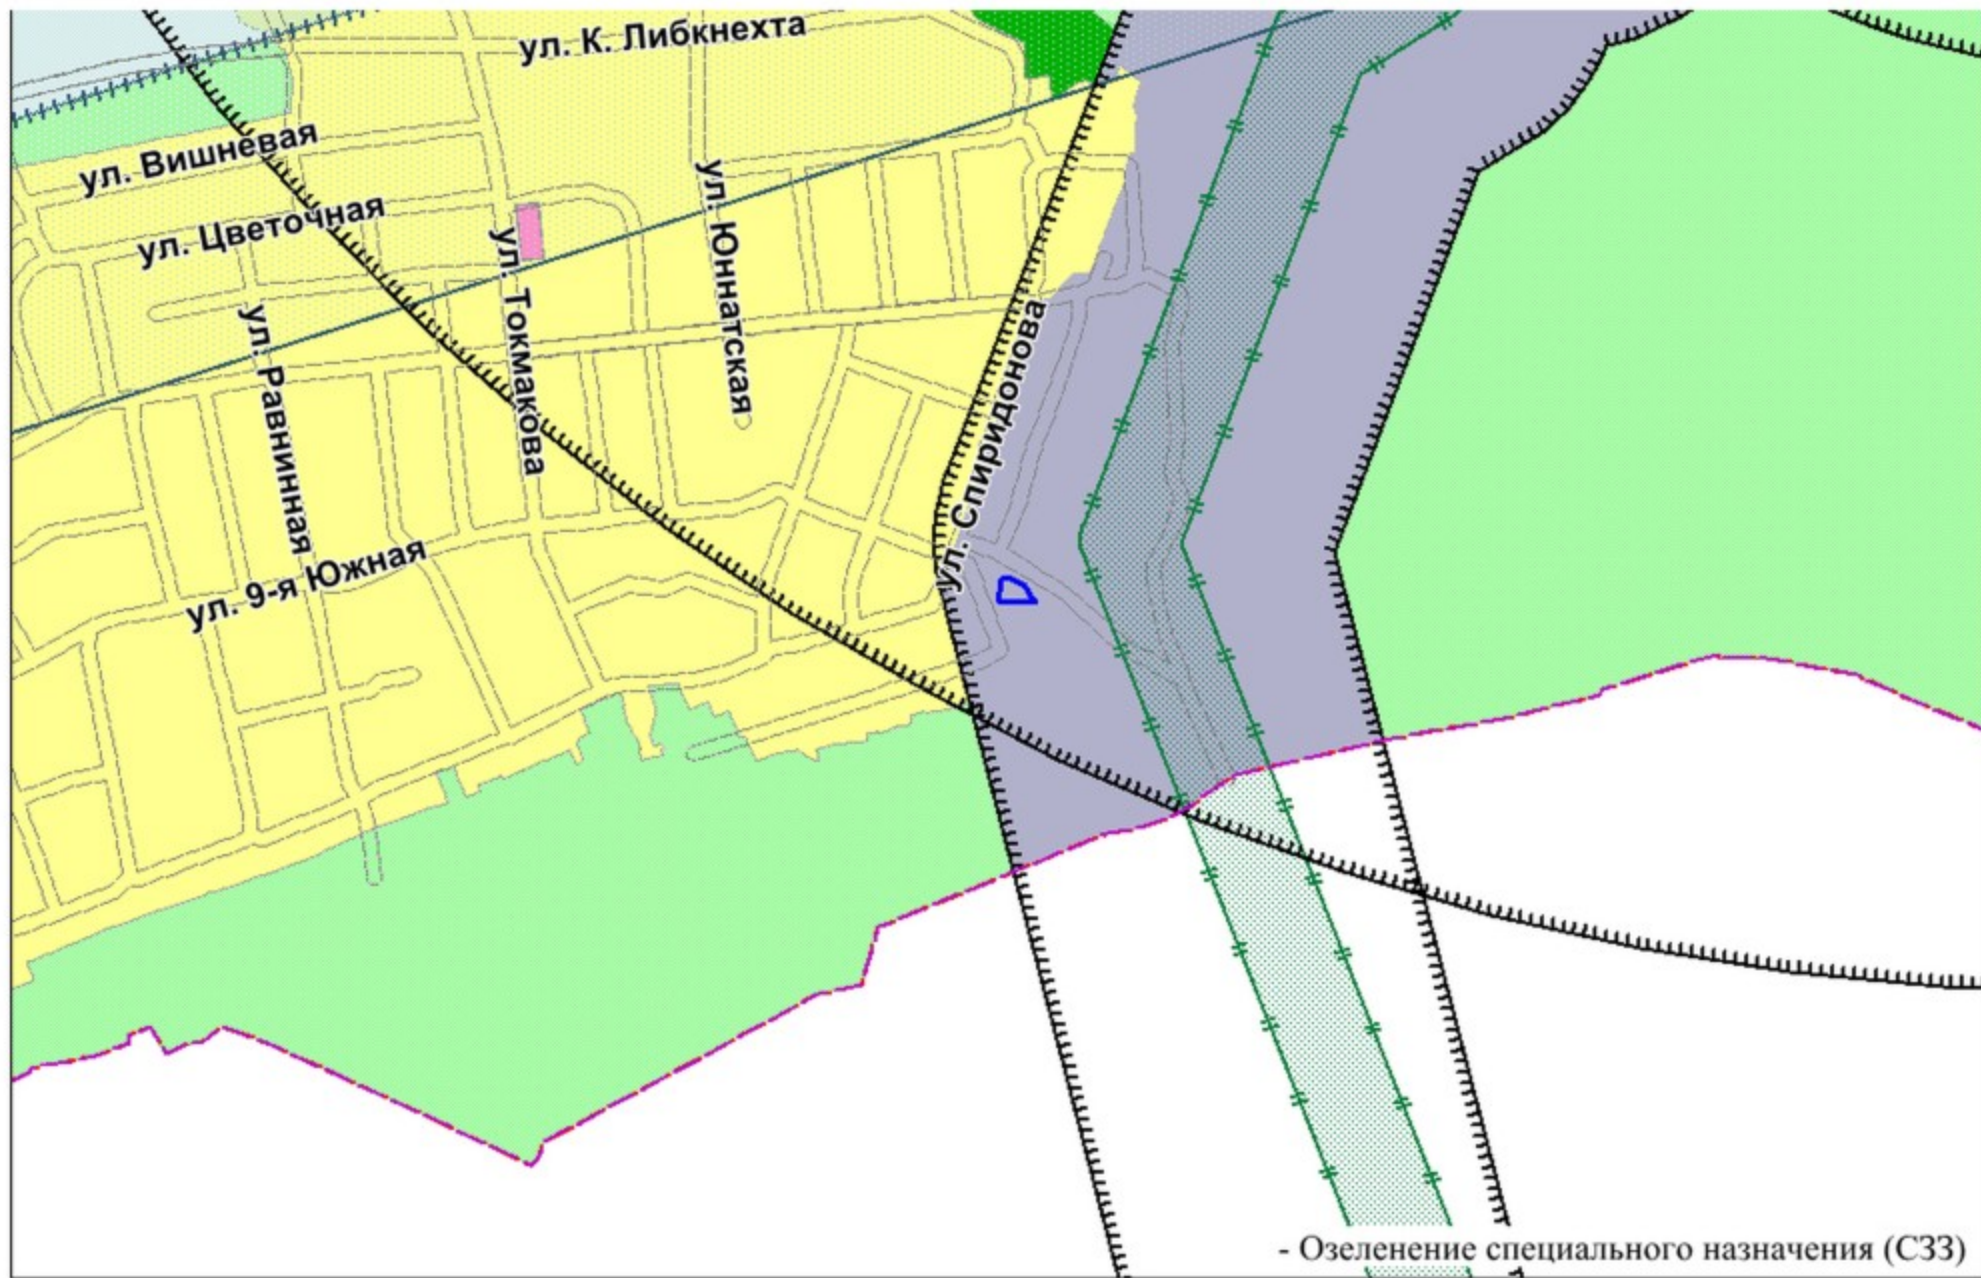 ул. К. Либкнехта
ул. Вишневая
ул. Цветочная
ул. Юннатская
ул. Токмакова
ул. Равнинная
ул. Спиридонова
ул. 9-я Южная
- Озеленение специального назначения (СЗЗ)